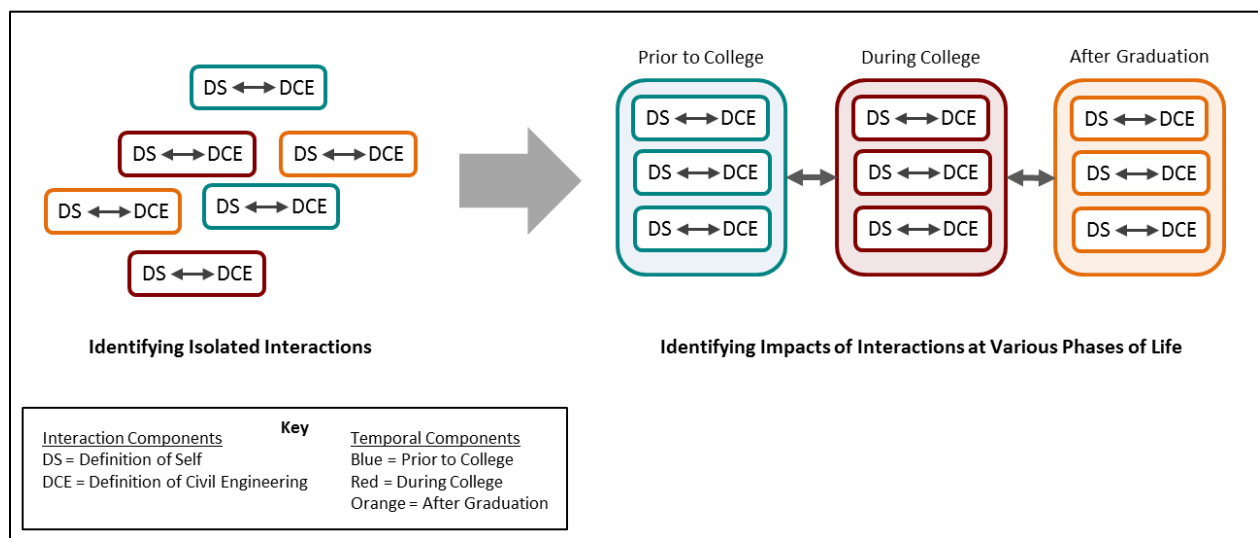 DS DCE
DS DCE
DS DCE
DS DCE
DS DCE
DS DCE
Identifying Isolated Interactions
Prior to College
DS DCE
DS DCE
DS DCE
During College
DS DCE
DS DCE
DS DCE
After Graduation
DS DCE
DS DCE
DS DCE
Identifying Impacts of Interactions at Various Phases of Life
Key
Interaction Components
DS = Definition of Self
DCE = Definition of Civil Engineering
Temporal Components
Blue = Prior to College
Red = During College
Orange = After Graduation